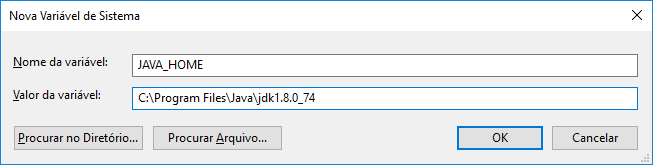 Nova Variável de Sistema
Nome da variável: JAVA_HOME
Valor da variável: C:\Program Files\Java\jdk1.8.0_74
Procurar no Diretório... Procurar Arquivo... OK Cancelar